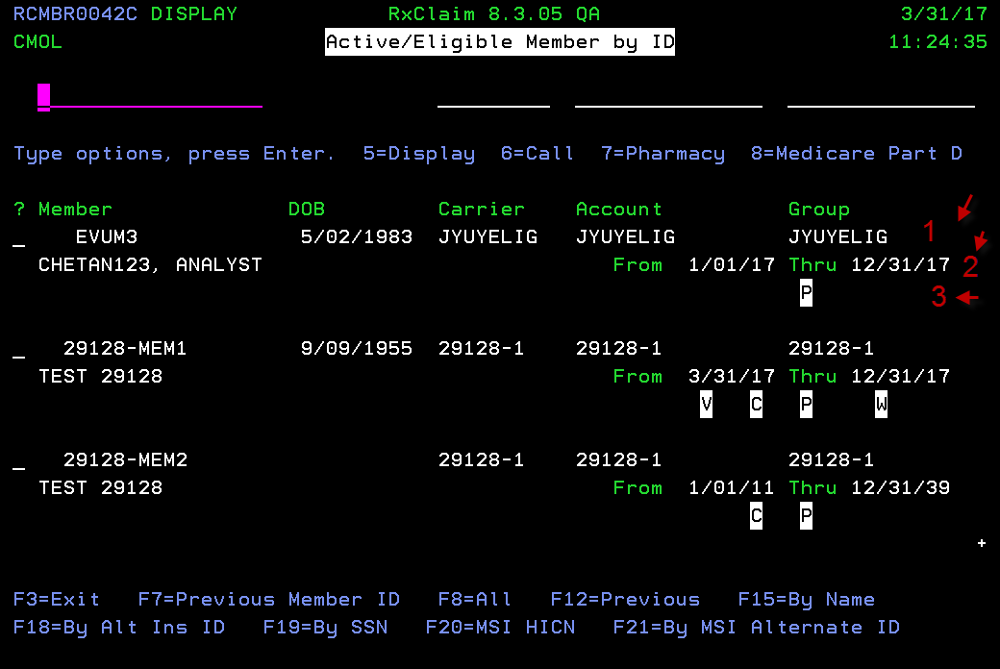 RCMBR0042C DISPLAY RxClaim 8.3.05 QA 3/31/17
CMOL Active/Eligible Member by ID 11:24:35
Type options, press Enter. 5=Display 6=Call 7=Pharmacy 8=Medicare Part D
? Member DOB Carrier Account Group
_ EVUM3 5/02/1983 JYUYELIG JYUYELIG JYUYELIG 1
CHETAN123, ANALYST From 1/01/17 Thru 12/31/17 2
P 3
_ 29128-MEM1 9/09/1955 29128-1 29128-1 29128-1
TEST 29128 From 3/31/17 Thru 12/31/17
V C P W
_ 29128-MEM2 29128-1 29128-1 29128-1
TEST 29128 From 1/01/11 Thru 12/31/39
C P
+
F3=Exit F7=Previous Member ID F8=All F12=Previous F15=By Name
F18=By Alt Ins ID F19=By SSN F20=MSI HICN F21=By MSI Alternate ID